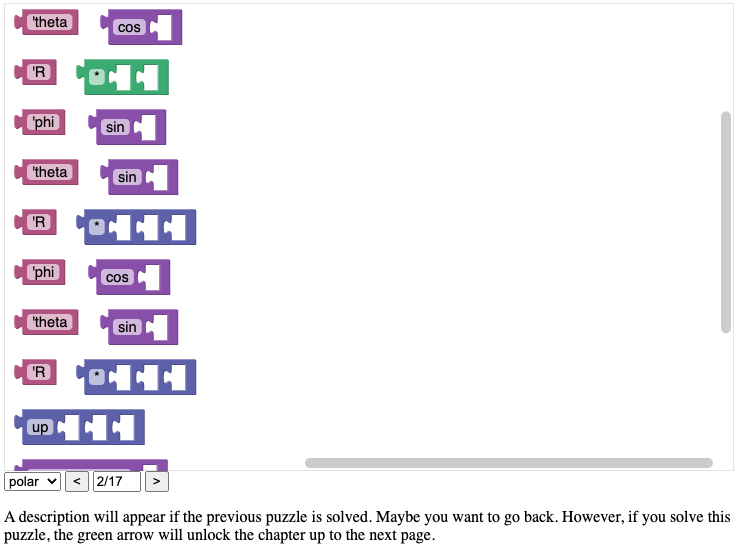 'theta cos
'R *
'phi sin
'theta sin
'R *
'phi cos
'theta sin
'R *
up
polar < 2/17 >
A description will appear if the previous puzzle is solved. Maybe you want to go back. However, if you solve this
puzzle, the green arrow will unlock the chapter up to the next page.